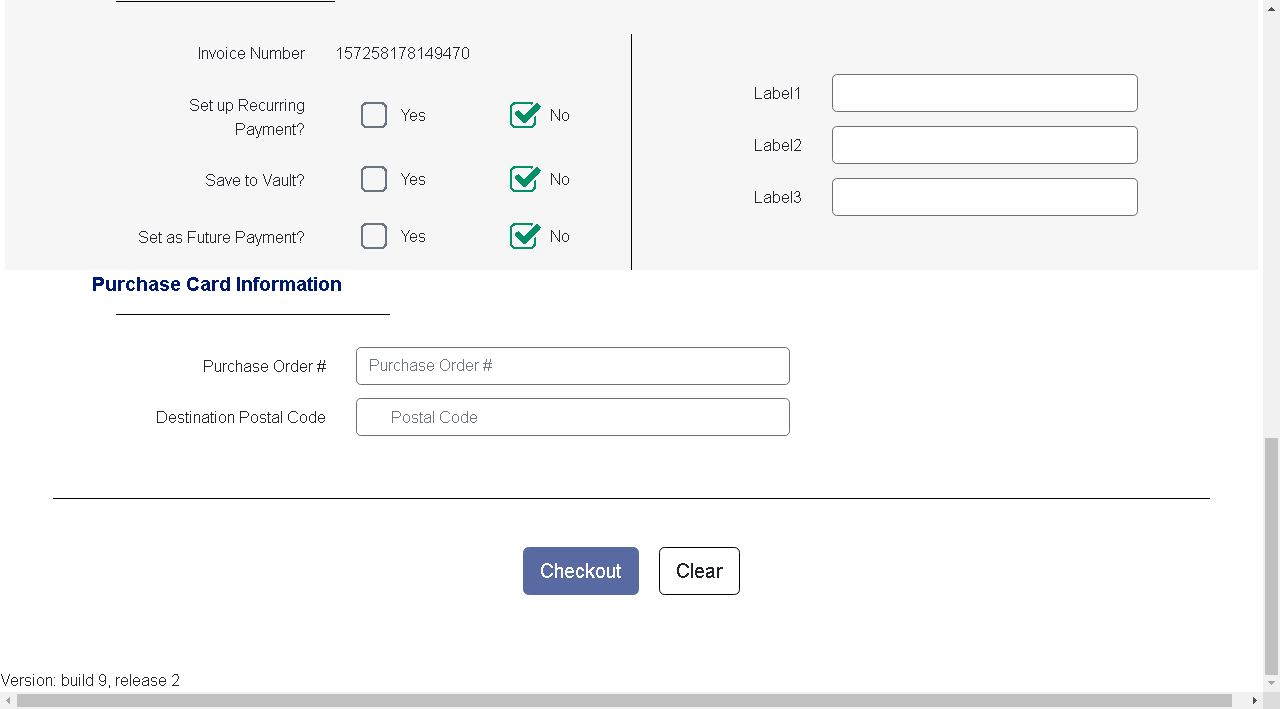 Invoice Number 157258178149470
Set up Recurring
Payment? Yes No
Save to Vault? Yes No
Set as Future Payment? Yes No
Label1
Label2
Label3
Purchase Card Information
Purchase Order # Purchase Order #
Destination Postal Code Postal Code
Checkout Clear
Version: build 9, release 2